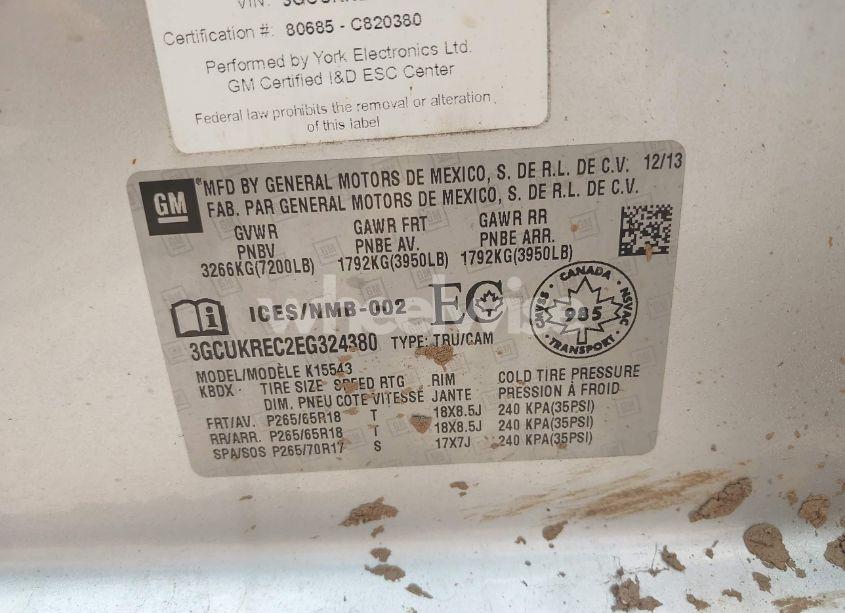 VIN:
Certification #: 80685 - C820380
Performed by York Electronics Ltd.
GM Certified I&D ESC Center
Federal law prohibits the removal or alteration
of this label
GM
MFD BY GENERAL MOTORS DE MEXICO, S. DE R.L. DE C.V. 12/13
FAB. PAR GENERAL MOTORS DE MEXICO, S. DE R.L. DE C.V.
GVWR GAWR FRT GAWR RR
PNBV PNBE AV. PNBE ARR.
3266KG(7200LB) 1792KG(3950LB) 1792KG(3950LB)
ICES/NMB-002 EC
CANADA
CMVSS 985 NSVAC
TRANSPORT
wheelwise
3GCUKREC2EG324380 TYPE: TRU/CAM
MODEL/MODÈLE K15543
KBDX - TIRE SIZE SPEED RTG RIM COLD TIRE PRESSURE
DIM. PNEU COTE VITESSE JANTE PRESSION À FROID
FRT/AV. P265/65R18 T 18X8.5J 240 KPA(35PSI)
RR/ARR. P265/65R18 T 18X8.5J 240 KPA(35PSI)
SPA/SOS P265/70R17 S 17X7J 240 KPA(35PSI)